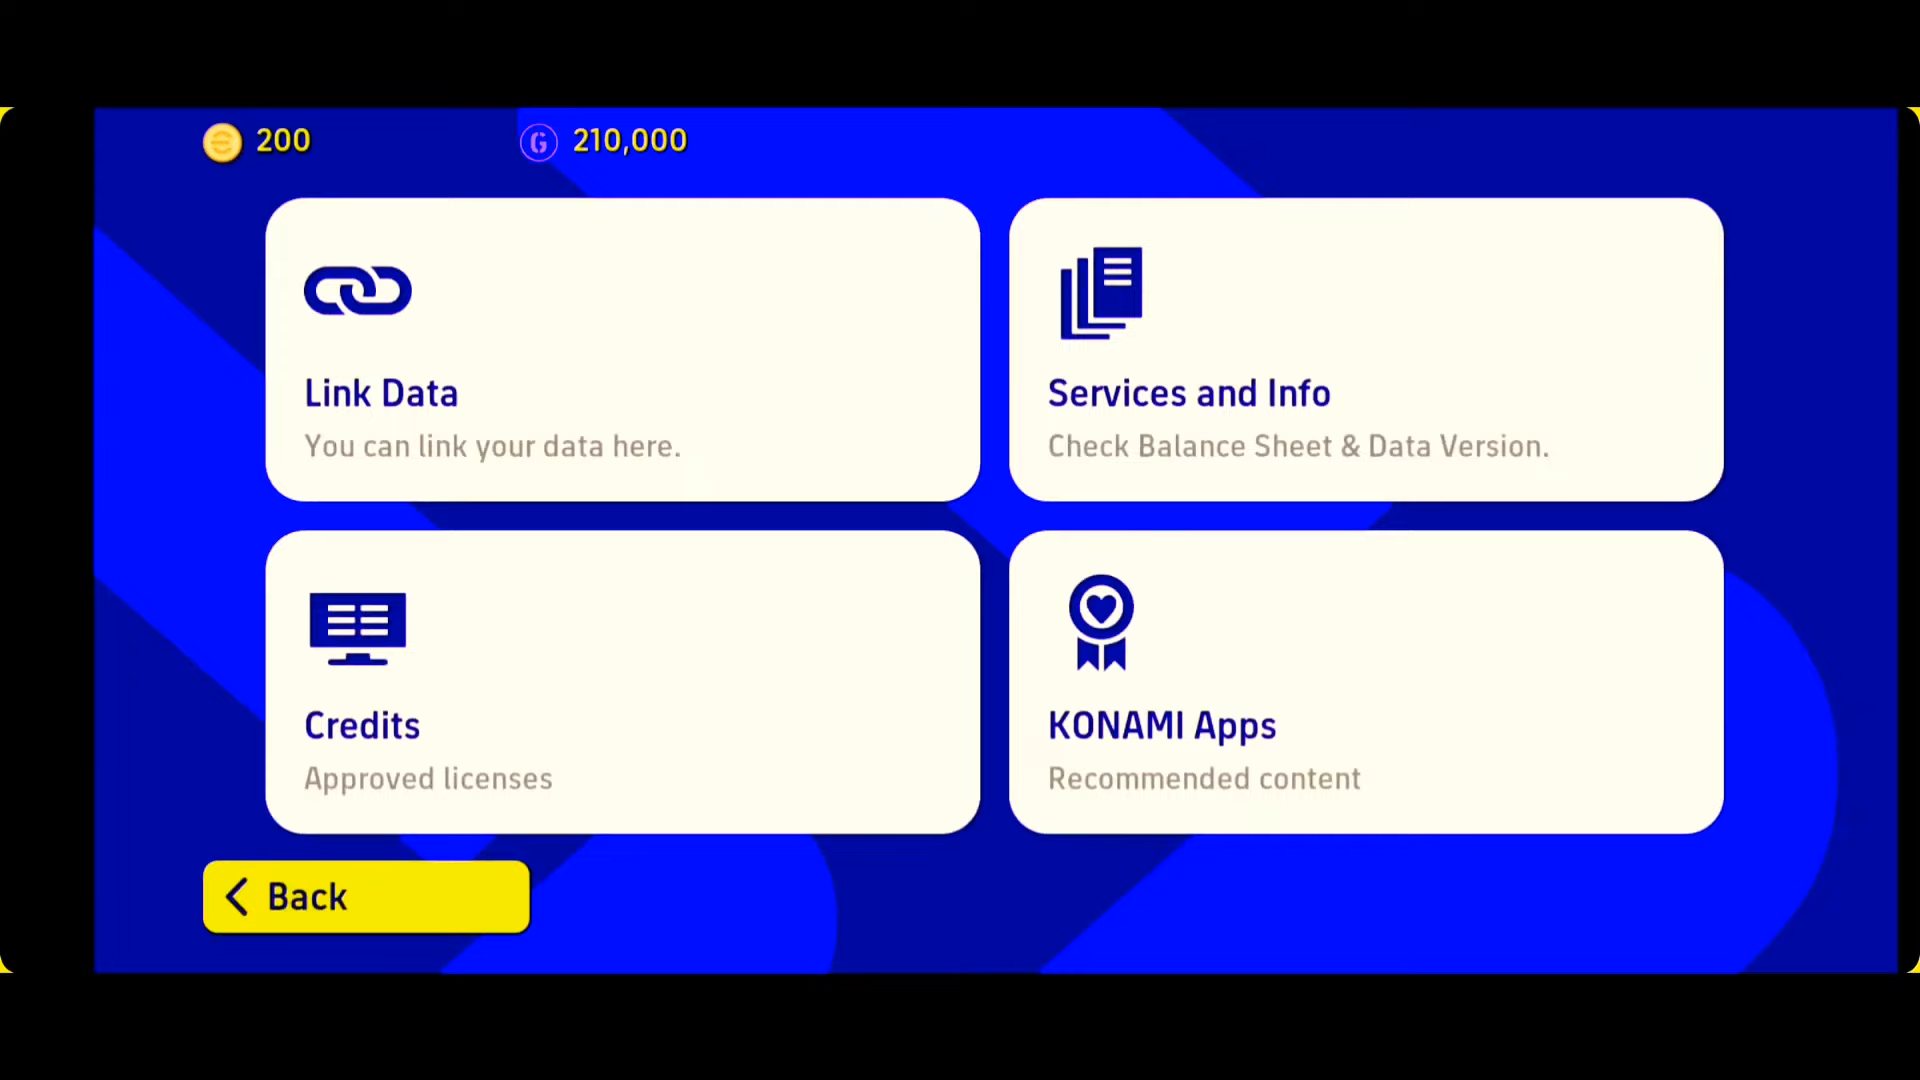 200
210,000
Link Data
You can link your data here.
Services and Info
Check Balance Sheet & Data Version.
Credits
Approved licenses
KONAMI Apps
Recommended content
Back